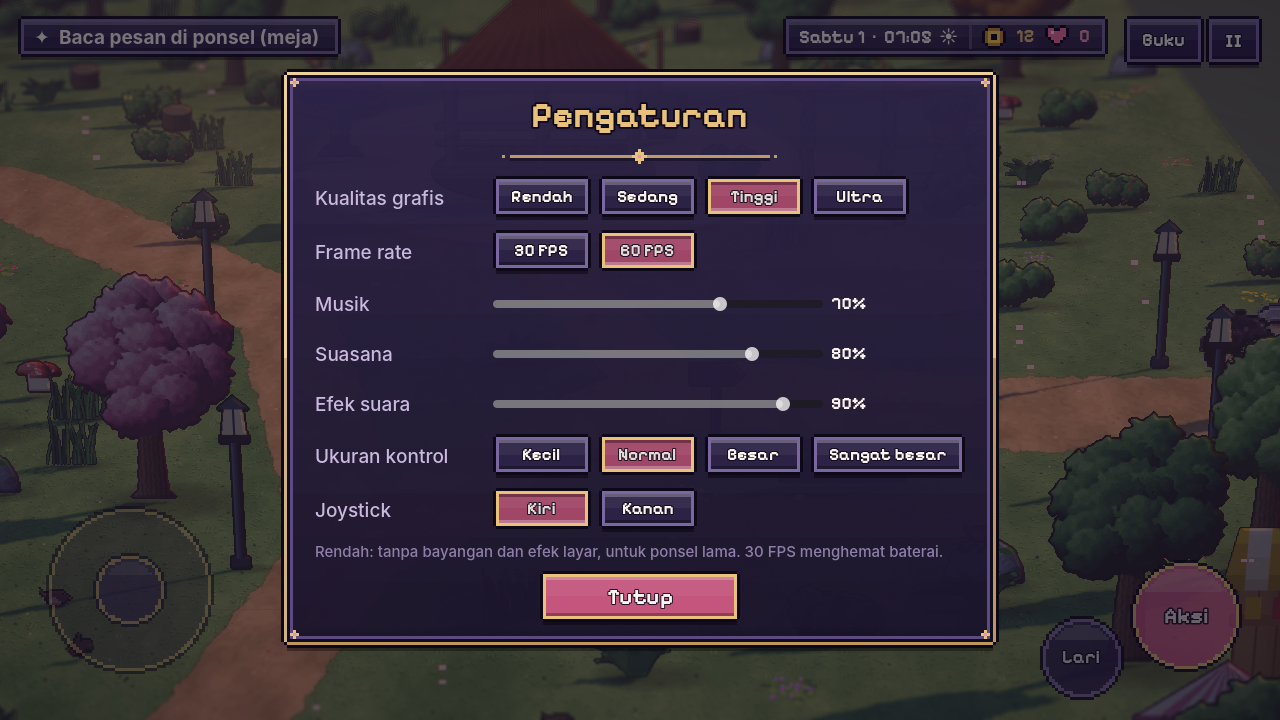 ✦ Baca pesan di ponsel (meja)
Sabtu 1 · 07:08 ☀ 12 0
Buku
II
Pengaturan
Kualitas grafis Rendah Sedang Tinggi Ultra
Frame rate 30 FPS 60 FPS
Musik 70%
Suasana 80%
Efek suara 90%
Ukuran kontrol Kecil Normal Besar Sangat besar
Joystick Kiri Kanan
Rendah: tanpa bayangan dan efek layar, untuk ponsel lama. 30 FPS menghemat baterai.
Tutup
Aksi
Lari